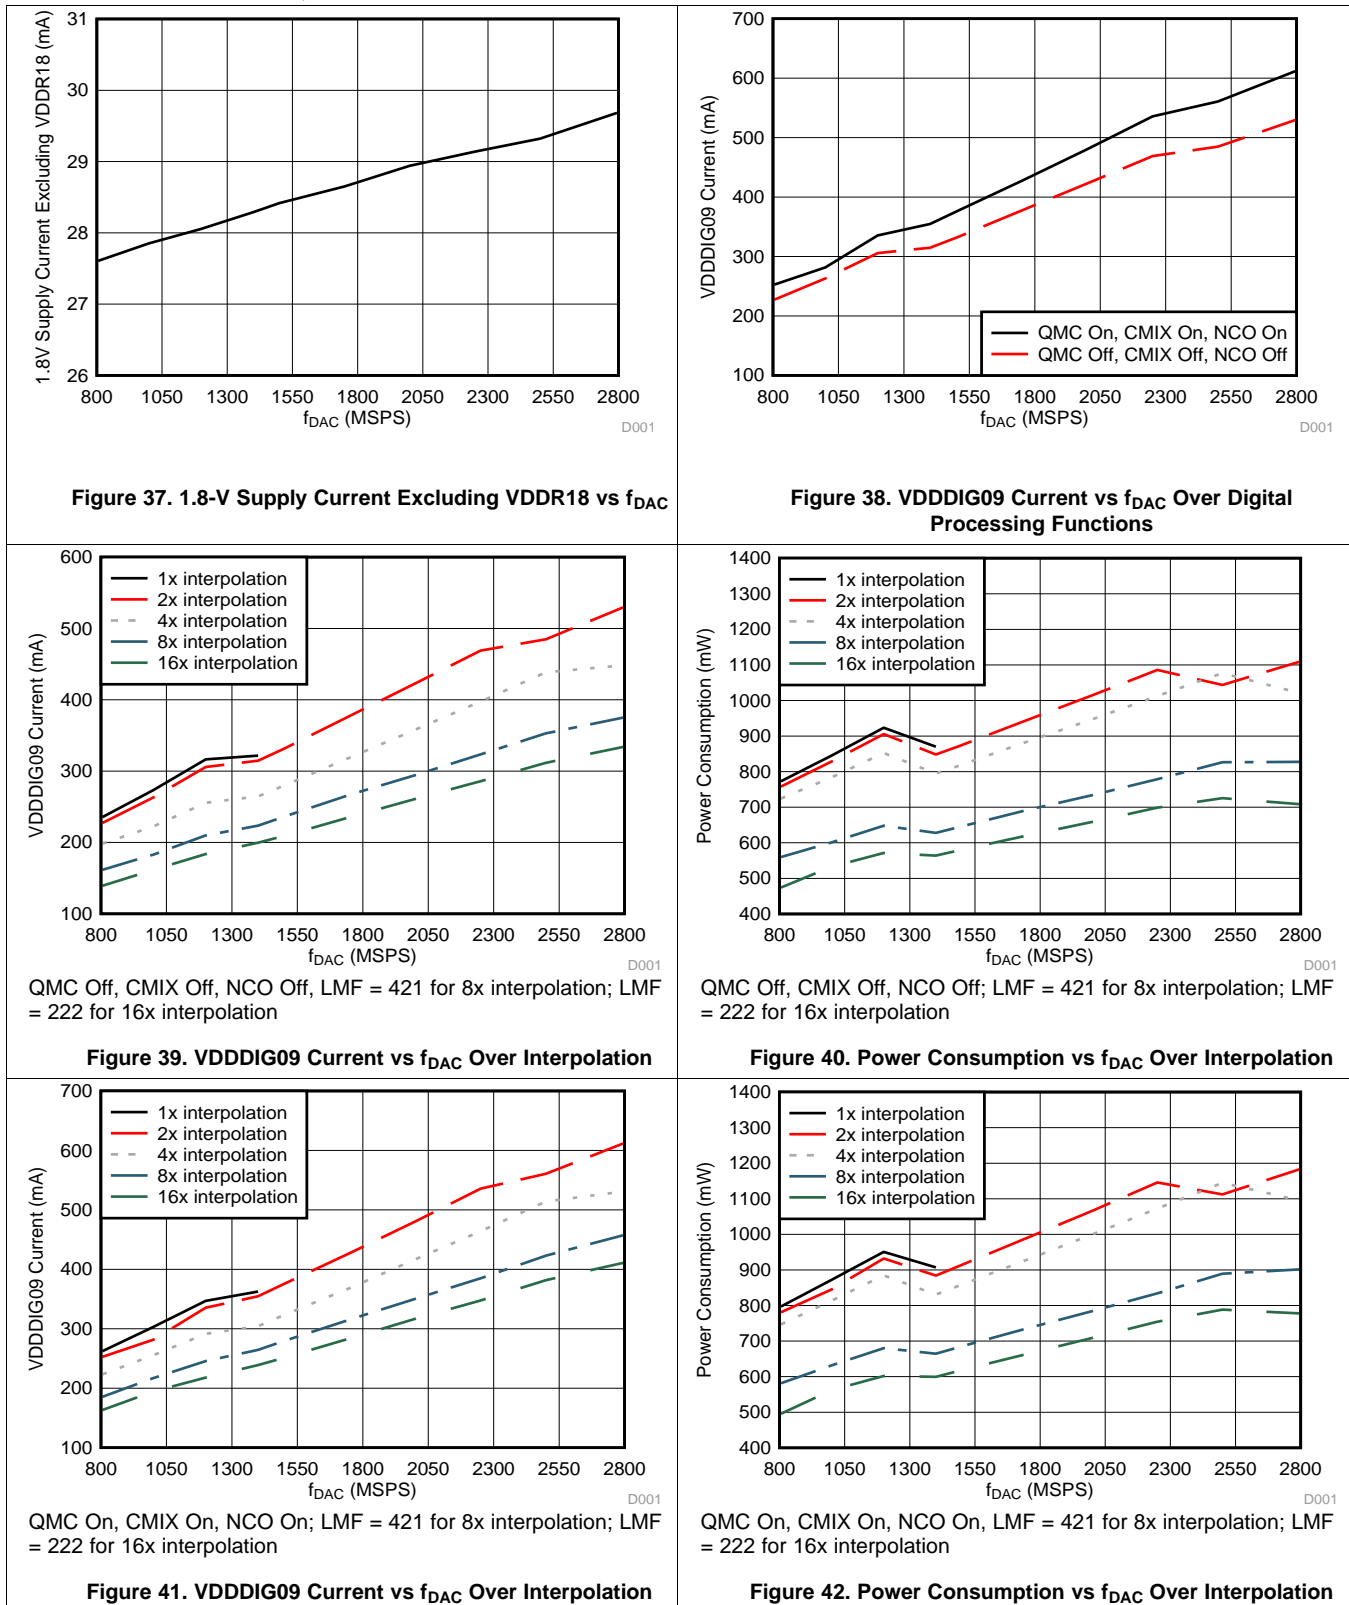 31
30
29
28
27
26
1.8V Supply Current Excluding VDDR18 (mA)
800 1050 1300 1550 1800 2050 2300 2550 2800
fDAC (MSPS)
D001
Figure 37. 1.8-V Supply Current Excluding VDDR18 vs fDAC
700
600
500
400
300
200
100
VDDDIG09 Current (mA)
QMC On, CMIX On, NCO On
QMC Off, CMIX Off, NCO Off
800 1050 1300 1550 1800 2050 2300 2550 2800
fDAC (MSPS)
D001
Figure 38. VDDDIG09 Current vs fDAC Over Digital
Processing Functions
600
500
400
300
200
100
VDDDIG09 Current (mA)
1x interpolation
2x interpolation
4x interpolation
8x interpolation
16x interpolation
800 1050 1300 1550 1800 2050 2300 2550 2800
fDAC (MSPS)
D001
QMC Off, CMIX Off, NCO Off, LMF = 421 for 8x interpolation; LMF
= 222 for 16x interpolation
Figure 39. VDDDIG09 Current vs fDAC Over Interpolation
1400
1300
1200
1100
1000
900
800
700
600
500
400
Power Consumption (mW)
1x interpolation
2x interpolation
4x interpolation
8x interpolation
16x interpolation
800 1050 1300 1550 1800 2050 2300 2550 2800
fDAC (MSPS)
D001
QMC Off, CMIX Off, NCO Off; LMF = 421 for 8x interpolation; LMF
= 222 for 16x interpolation
Figure 40. Power Consumption vs fDAC Over Interpolation
700
600
500
400
300
200
100
VDDDIG09 Current (mA)
1x interpolation
2x interpolation
4x interpolation
8x interpolation
16x interpolation
800 1050 1300 1550 1800 2050 2300 2550 2800
fDAC (MSPS)
D001
QMC On, CMIX On, NCO On; LMF = 421 for 8x interpolation; LMF
= 222 for 16x interpolation
Figure 41. VDDDIG09 Current vs fDAC Over Interpolation
1400
1300
1200
1100
1000
900
800
700
600
500
400
Power Consumption (mW)
1x interpolation
2x interpolation
4x interpolation
8x interpolation
16x interpolation
800 1050 1300 1550 1800 2050 2300 2550 2800
fDAC (MSPS)
D001
QMC On, CMIX On, NCO On, LMF = 421 for 8x interpolation; LMF
= 222 for 16x interpolation
Figure 42. Power Consumption vs fDAC Over Interpolation